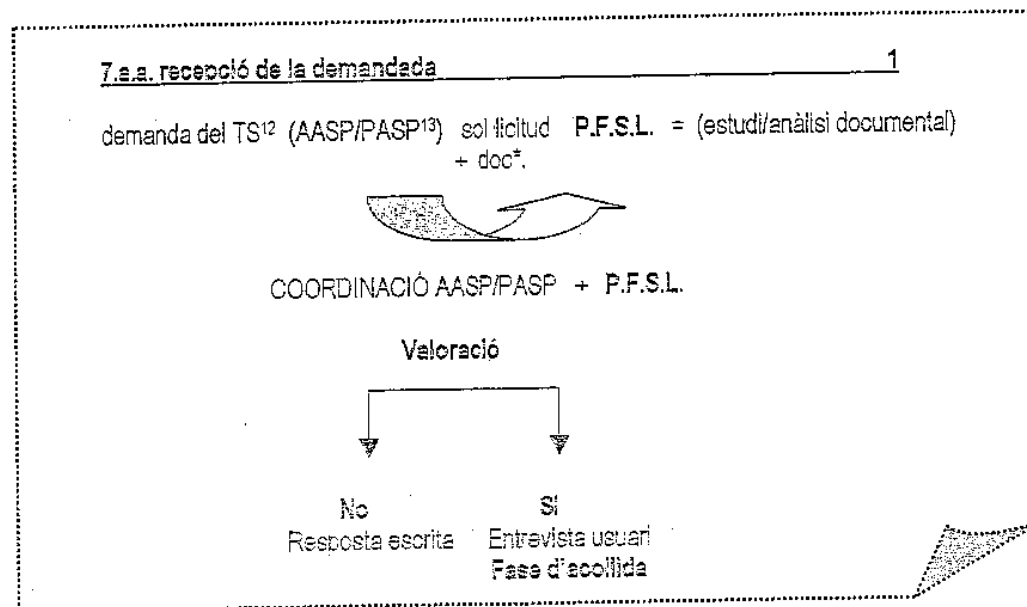 7.a.a. recepció de la demandada 1
demanda del TS¹² (AASP/PASP¹³) sol·licitud P.F.S.L. = (estudi/anàlisi documental)
+ doc*.
COORDINACIÓ AASP/PASP + P.F.S.L.
Valoració
No Si
Resposta escrita Entrevista usuari
Fase d'acollida